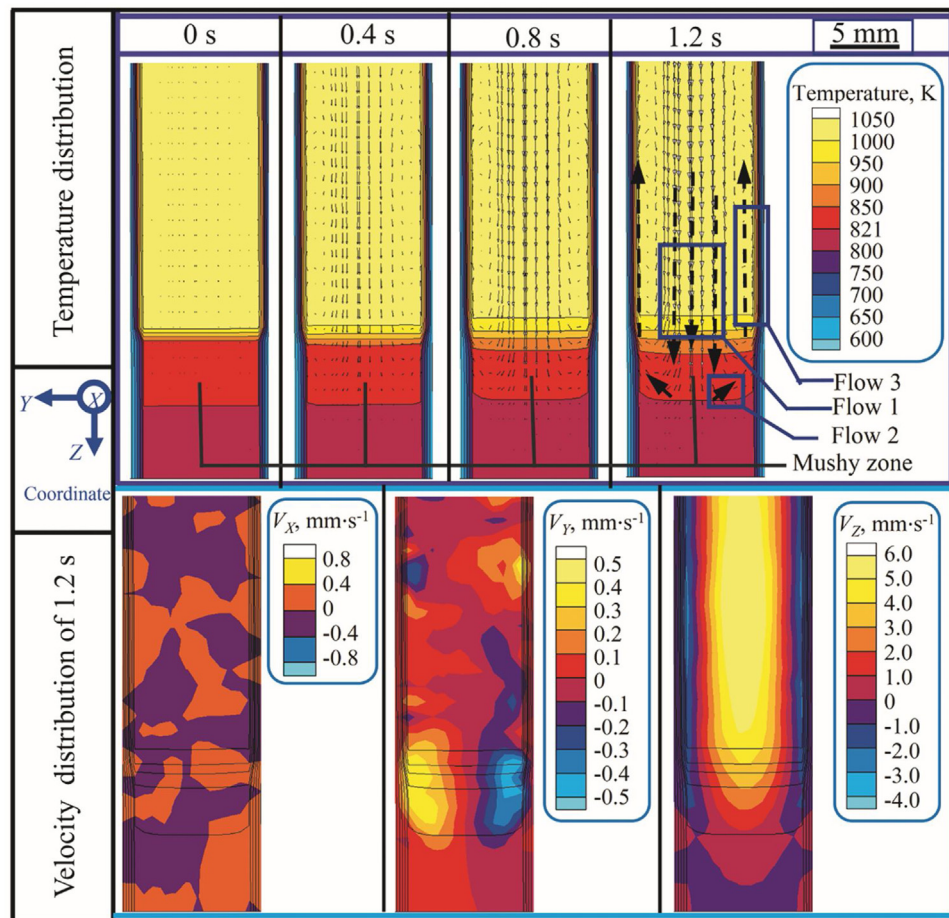 0 s
0.4 s
0.8 s
1.2 s
5 mm
Temperature distribution
Temperature, K
1050
1000
950
900
850
821
800
750
700
650
600
Flow 3
Flow 1
Flow 2
Mushy zone
Y
X
Z
Coordinate
Velocity distribution of 1.2 s
VX, mm·s-1
0.8
0.4
0
-0.4
-0.8
VY, mm·s-1
0.5
0.4
0.3
0.2
0.1
0
-0.1
-0.2
-0.3
-0.4
-0.5
VZ, mm·s-1
6.0
5.0
4.0
3.0
2.0
1.0
0
-1.0
-2.0
-3.0
-4.0